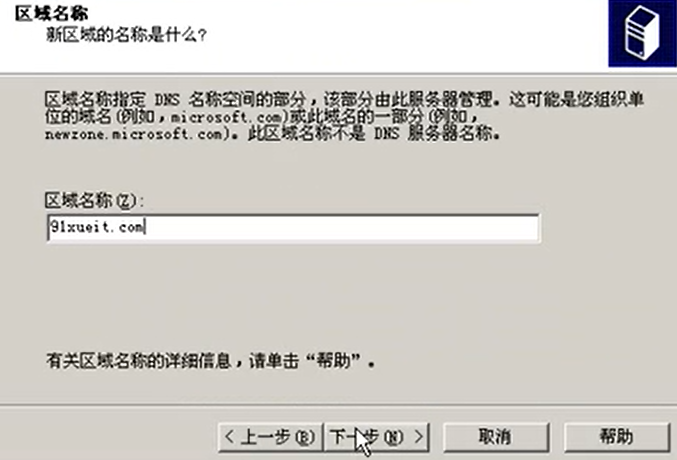 区域名称
新区域的名称是什么?
区域名称指定 DNS 名称空间的部分，该部分由此服务器管理。这可能是您组织单
位的域名(例如，microsoft.com)或此域名的一部分(例如，
newzone.microsoft.com)。此区域名称不是 DNS 服务器名称。
区域名称(Z):
91xueit.com
有关区域名称的详细信息，请单击“帮助”。
< 上一步(B) 下一步(N) > 取消 帮助